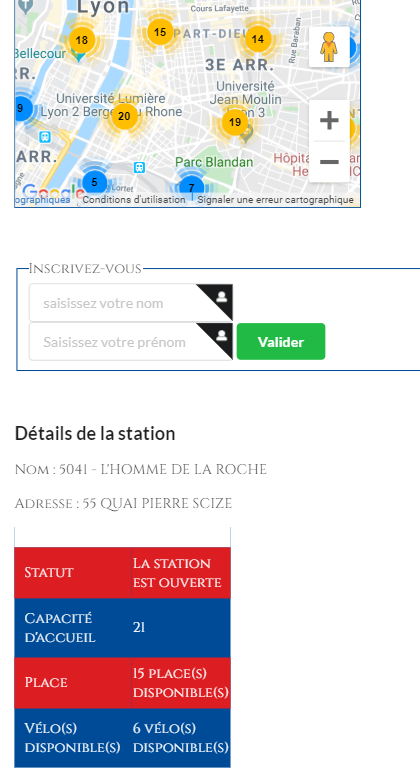 Lyon
Cours Lafayette
15
PART-DIEU
14
18
Bellecour
Rue Baraban
3E ARR.
RR.
Université
Jean Moulin
Lyon 3
Université Lumière
Lyon 2 Berges du Rhone
9
20
19
ARR.
Parc Blandan
Hôpita
HE
5
7
Google
ographiques
Conditions d'utilisation
Signaler une erreur cartographique
+
−
Inscrivez-vous
saisissez votre nom
Saisissez votre prénom
Valider
Détails de la station
Nom : 5041 - L'HOMME DE LA ROCHE
Adresse : 55 QUAI PIERRE SCIZE
Statut
La station
est ouverte
Capacité
d'accueil
21
Place
15 place(s)
disponible(s)
Vélo(s)
disponible(s)
6 vélo(s)
disponible(s)